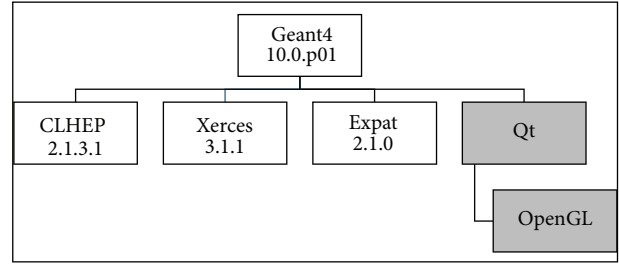 Geant4
10.0.p01
CLHEP
2.1.3.1
Xerces
3.1.1
Expat
2.1.0
Qt
OpenGL